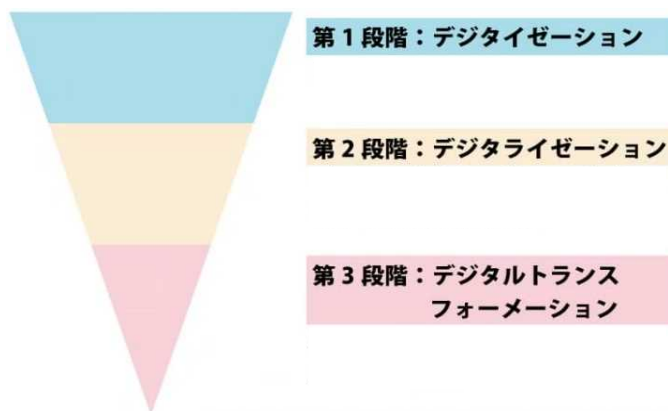 第1段階：デジタイゼーション
第2段階：デジタライゼーション
第3段階：デジタルトランス
フォーメーション